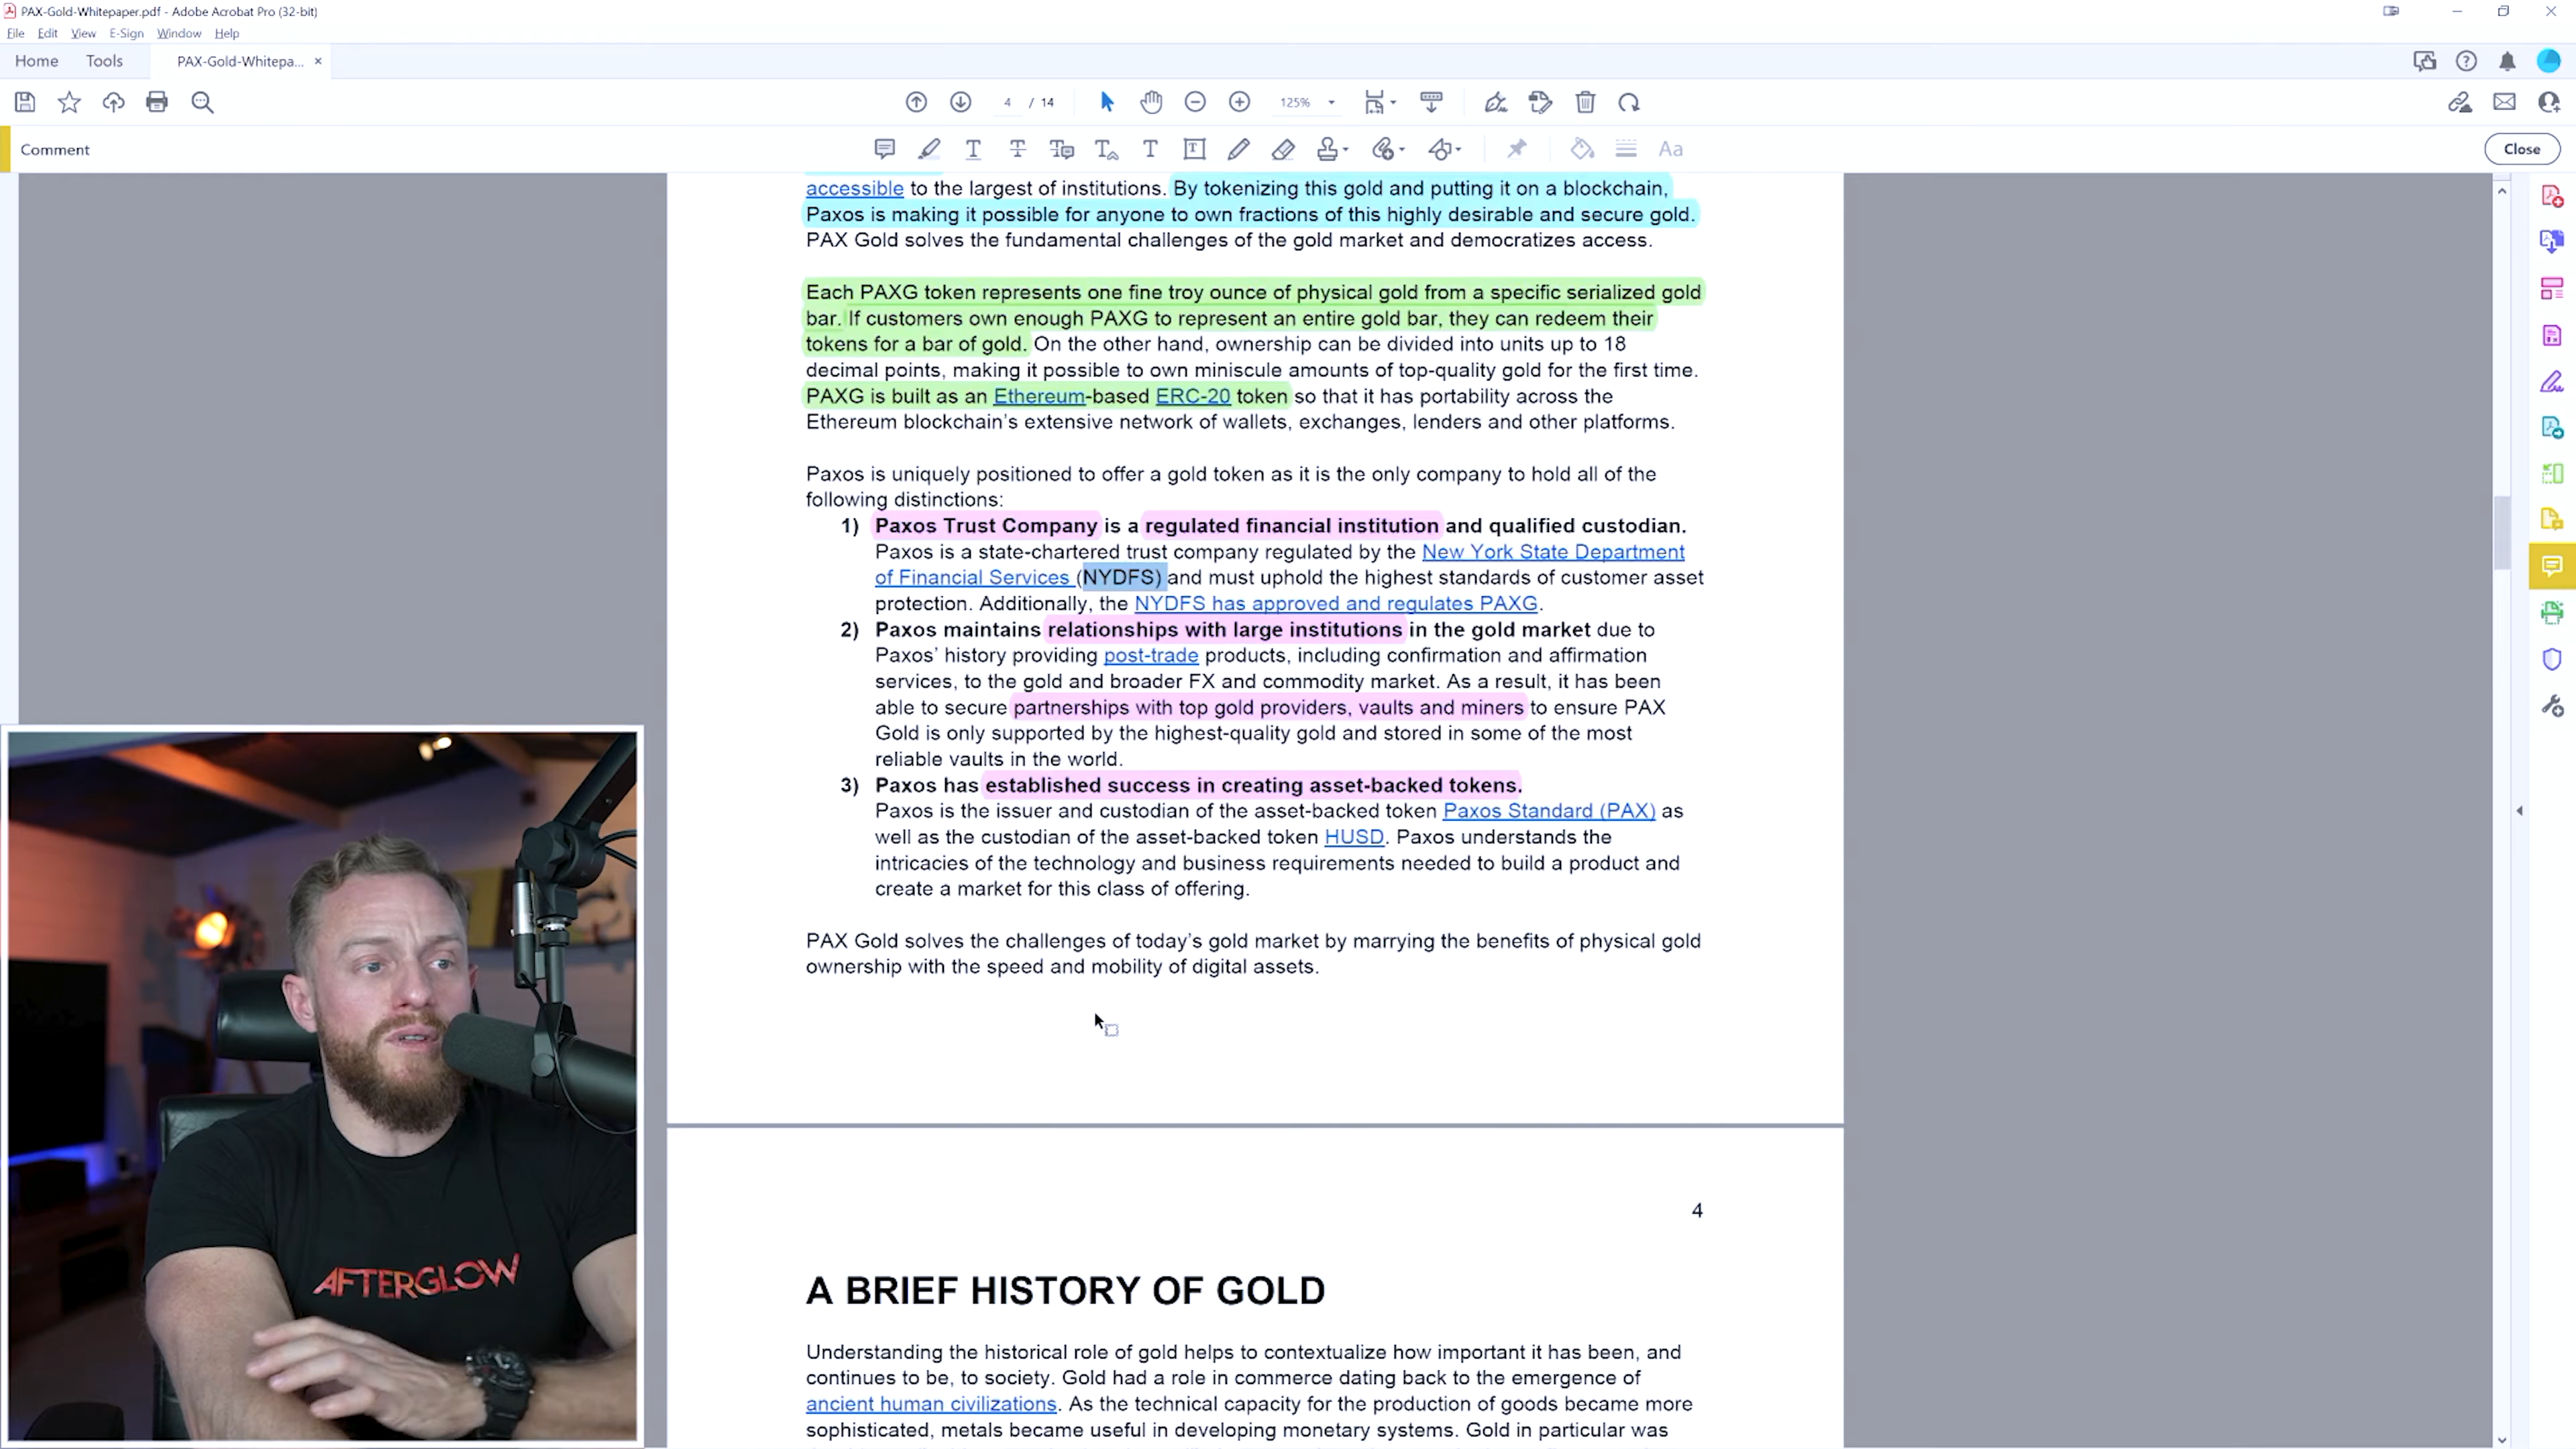 PAX-Gold-Whitepaper.pdf - Adobe Acrobat Pro (32-bit)
File Edit View E-Sign Window Help
Home Tools PAX-Gold-Whitepa... ×
4 / 14 125%
Comment
Aa
Close
accessible to the largest of institutions. By tokenizing this gold and putting it on a blockchain,
Paxos is making it possible for anyone to own fractions of this highly desirable and secure gold.
PAX Gold solves the fundamental challenges of the gold market and democratizes access.
Each PAXG token represents one fine troy ounce of physical gold from a specific serialized gold
bar. If customers own enough PAXG to represent an entire gold bar, they can redeem their
tokens for a bar of gold. On the other hand, ownership can be divided into units up to 18
decimal points, making it possible to own miniscule amounts of top-quality gold for the first time.
PAXG is built as an Ethereum-based ERC-20 token so that it has portability across the
Ethereum blockchain's extensive network of wallets, exchanges, lenders and other platforms.
Paxos is uniquely positioned to offer a gold token as it is the only company to hold all of the
following distinctions:
1) Paxos Trust Company is a regulated financial institution and qualified custodian.
Paxos is a state-chartered trust company regulated by the New York State Department
of Financial Services (NYDFS) and must uphold the highest standards of customer asset
protection. Additionally, the NYDFS has approved and regulates PAXG.
2) Paxos maintains relationships with large institutions in the gold market due to
Paxos' history providing post-trade products, including confirmation and affirmation
services, to the gold and broader FX and commodity market. As a result, it has been
able to secure partnerships with top gold providers, vaults and miners to ensure PAX
Gold is only supported by the highest-quality gold and stored in some of the most
reliable vaults in the world.
3) Paxos has established success in creating asset-backed tokens.
Paxos is the issuer and custodian of the asset-backed token Paxos Standard (PAX) as
well as the custodian of the asset-backed token HUSD. Paxos understands the
intricacies of the technology and business requirements needed to build a product and
create a market for this class of offering.
PAX Gold solves the challenges of today's gold market by marrying the benefits of physical gold
ownership with the speed and mobility of digital assets.
4
A BRIEF HISTORY OF GOLD
Understanding the historical role of gold helps to contextualize how important it has been, and
continues to be, to society. Gold had a role in commerce dating back to the emergence of
ancient human civilizations. As the technical capacity for the production of goods became more
sophisticated, metals became useful in developing monetary systems. Gold in particular was
AFTERGLOW